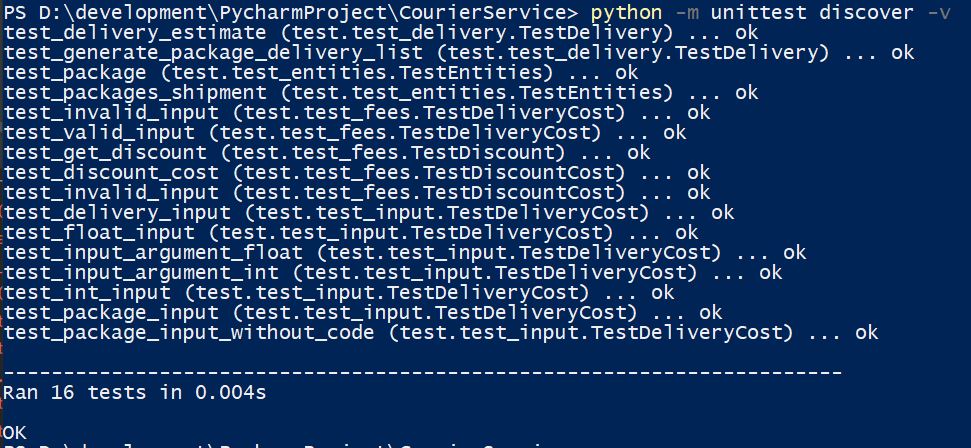 PS D:\development\PycharmProject\CourierService> python -m unittest discover -v
test_delivery_estimate (test.test_delivery.TestDelivery) ... ok
test_generate_package_delivery_list (test.test_delivery.TestDelivery) ... ok
test_package (test.test_entities.TestEntities) ... ok
test_packages_shipment (test.test_entities.TestEntities) ... ok
test_invalid_input (test.test_fees.TestDeliveryCost) ... ok
test_valid_input (test.test_fees.TestDeliveryCost) ... ok
test_get_discount (test.test_fees.TestDiscount) ... ok
test_discount_cost (test.test_fees.TestDiscountCost) ... ok
test_invalid_input (test.test_fees.TestDiscountCost) ... ok
test_delivery_input (test.test_input.TestDeliveryCost) ... ok
test_float_input (test.test_input.TestDeliveryCost) ... ok
test_input_argument_float (test.test_input.TestDeliveryCost) ... ok
test_input_argument_int (test.test_input.TestDeliveryCost) ... ok
test_int_input (test.test_input.TestDeliveryCost) ... ok
test_package_input (test.test_input.TestDeliveryCost) ... ok
test_package_input_without_code (test.test_input.TestDeliveryCost) ... ok
----------------------------------------------------------------------
Ran 16 tests in 0.004s
OK
PS D:\development\PycharmProject\CourierService